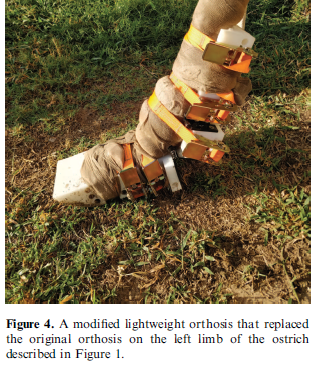 Figure 4. A modified lightweight orthosis that replaced
the original orthosis on the left limb of the ostrich
described in Figure 1.